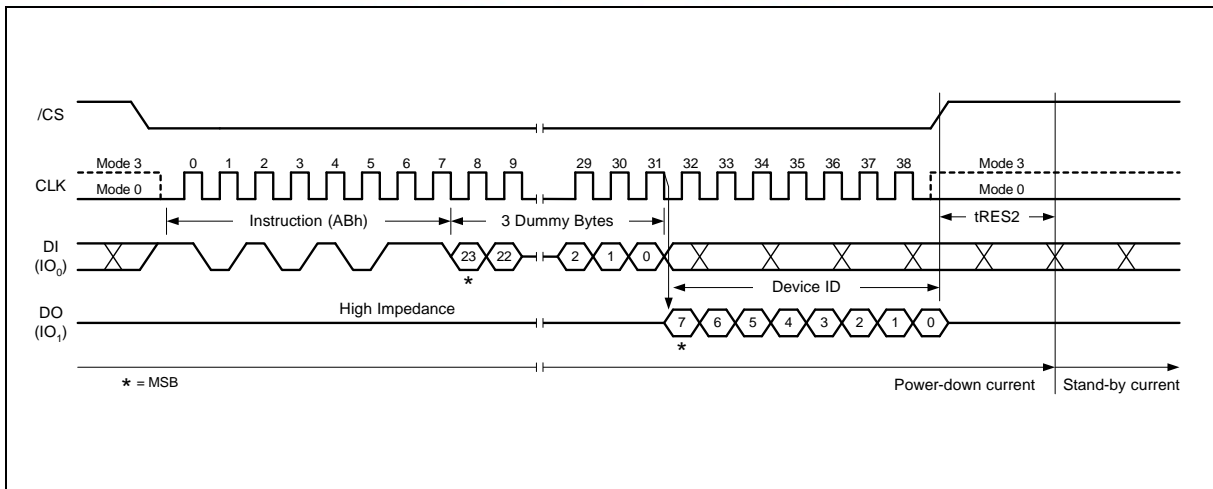 /CS
Mode 3 0 1 2 3 4 5 6 7 8 9 29 30 31 32 33 34 35 36 37 38 Mode 3
CLK
Mode 0 Mode 0
Instruction (ABh) 3 Dummy Bytes tRES2
DI
(IO0) 23 22 2 1 0
*
Device ID
High Impedance
DO
(IO1) 7 6 5 4 3 2 1 0
*
* = MSB
Power-down current Stand-by current